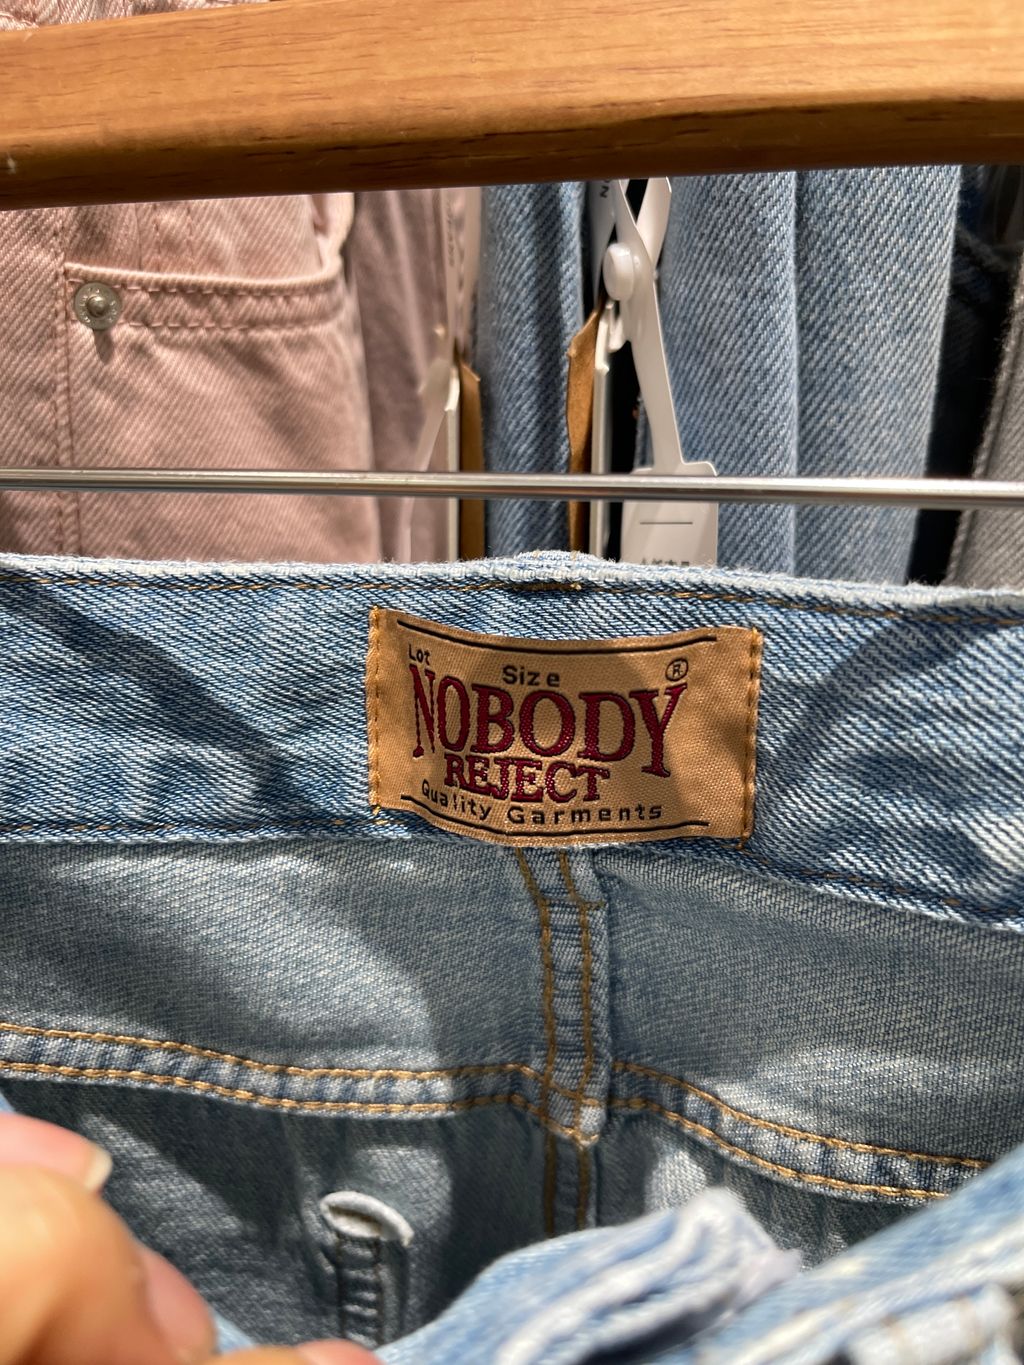 Lot
Size
®
NOBODY
REJECT
Quality Garments